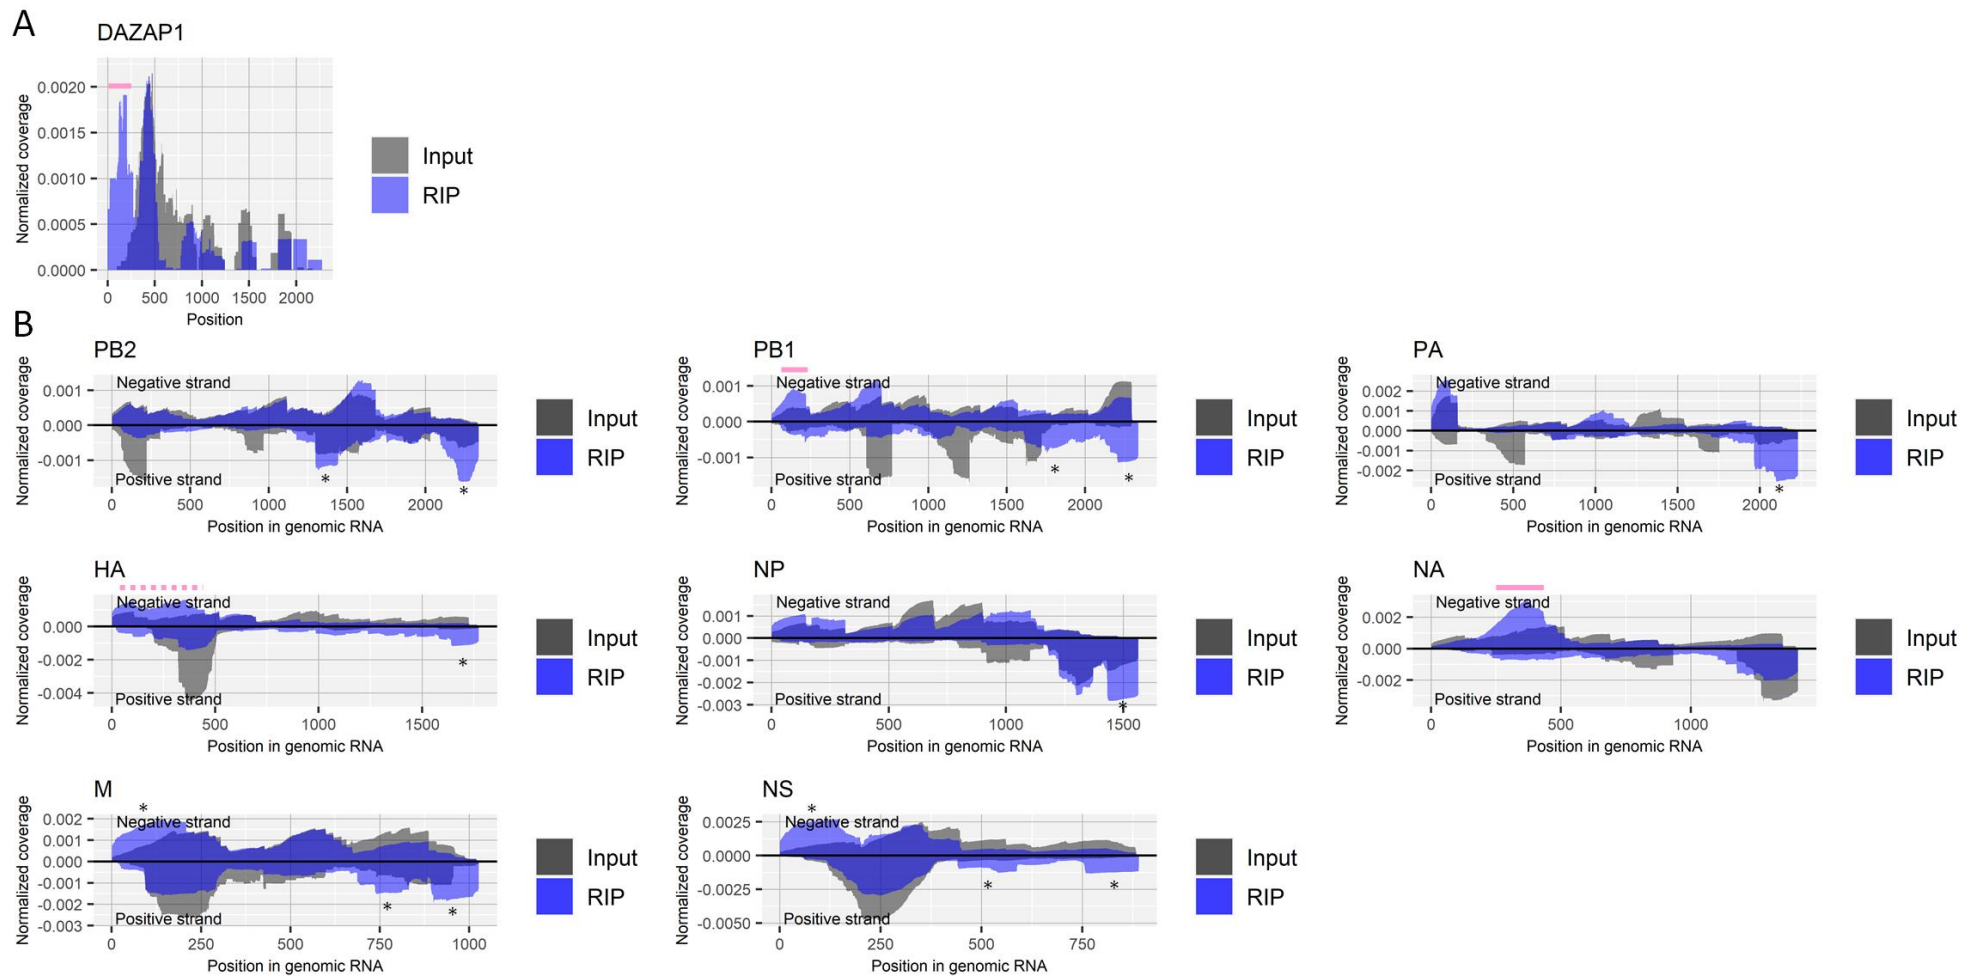 A
DAZAP1
Normalized coverage
0.0020
0.0015
0.0010
0.0005
0.0000
0 500 1000 1500 2000
Position
Input
RIP
B
PB2
Normalized coverage
0.001
0.000
-0.001
Negative strand
Positive strand
*
*
0 500 1000 1500 2000
Position in genomic RNA
Input
RIP
PB1
Normalized coverage
0.001
0.000
-0.001
Negative strand
Positive strand
*
*
0 500 1000 1500 2000
Position in genomic RNA
Input
RIP
PA
Normalized coverage
0.002
0.001
0.000
-0.001
-0.002
Negative strand
Positive strand
*
0 500 1000 1500 2000
Position in genomic RNA
Input
RIP
HA
Normalized coverage
0.000
-0.002
-0.004
Negative strand
Positive strand
*
0 500 1000 1500
Position in genomic RNA
Input
RIP
NP
Normalized coverage
0.001
0.000
-0.001
-0.002
-0.003
Negative strand
Positive strand
*
0 500 1000 1500
Position in genomic RNA
Input
RIP
NA
Normalized coverage
0.002
0.000
-0.002
Negative strand
Positive strand
0 500 1000
Position in genomic RNA
Input
RIP
M
Normalized coverage
0.002
0.001
0.000
-0.001
-0.002
-0.003
*
Negative strand
Positive strand
*
*
0 250 500 750 1000
Position in genomic RNA
Input
RIP
NS
Normalized coverage
0.0025
0.0000
-0.0025
-0.0050
*
Negative strand
Positive strand
*
*
0 250 500 750
Position in genomic RNA
Input
RIP